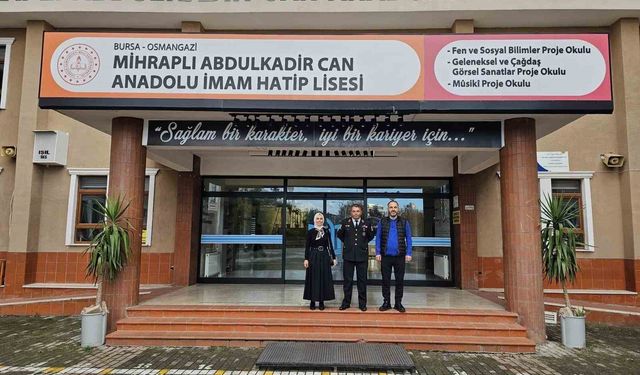 BURSA - OSMANGAZİ
MİHRAPLI ABDULKADİR CAN
ANADOLU İMAM HATİP LİSESİ
- Fen ve Sosyal Bilimler Proje Okulu
- Geleneksel ve Çağdaş
Görsel Sanatlar Proje Okulu
- Mûsikî Proje Okulu
"Sağlam bir karakter, iyi bir kariyer için..."